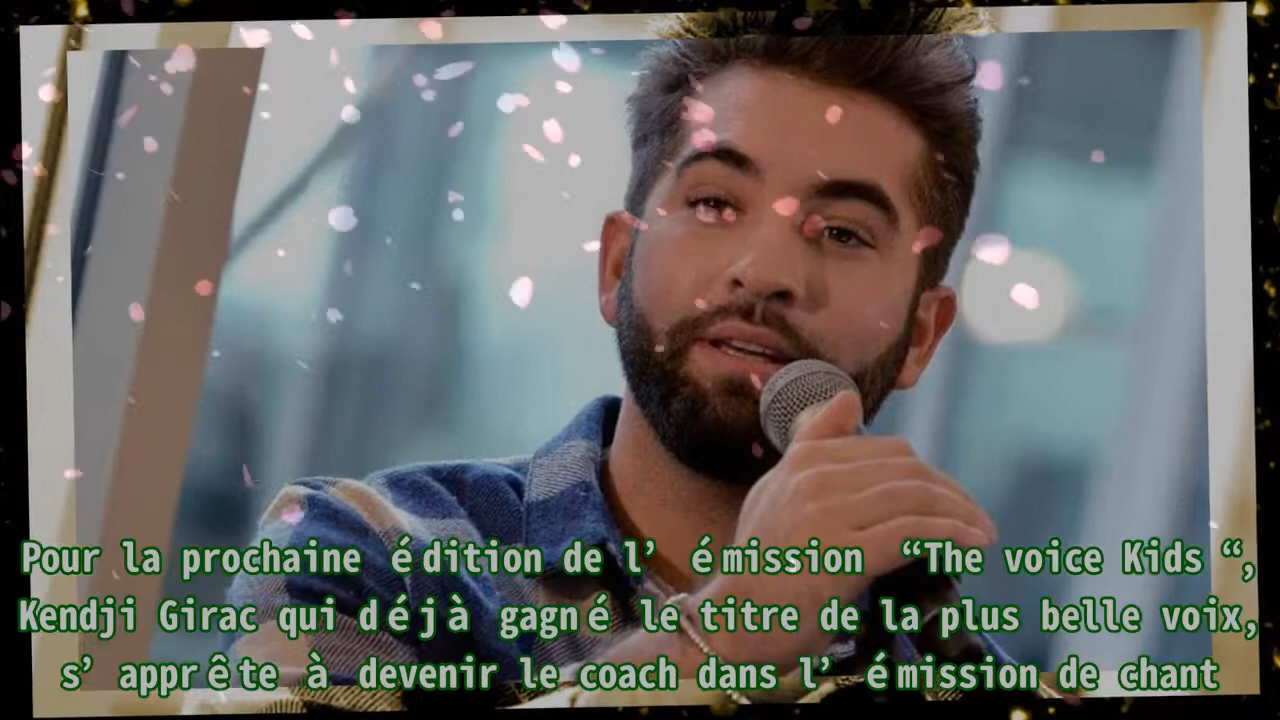 Pour la prochaine édition de l’ émission “The voice Kids “,
Kendji Girac qui déjà gagné le titre de la plus belle voix,
s’ apprête à devenir le coach dans l’ émission de chant